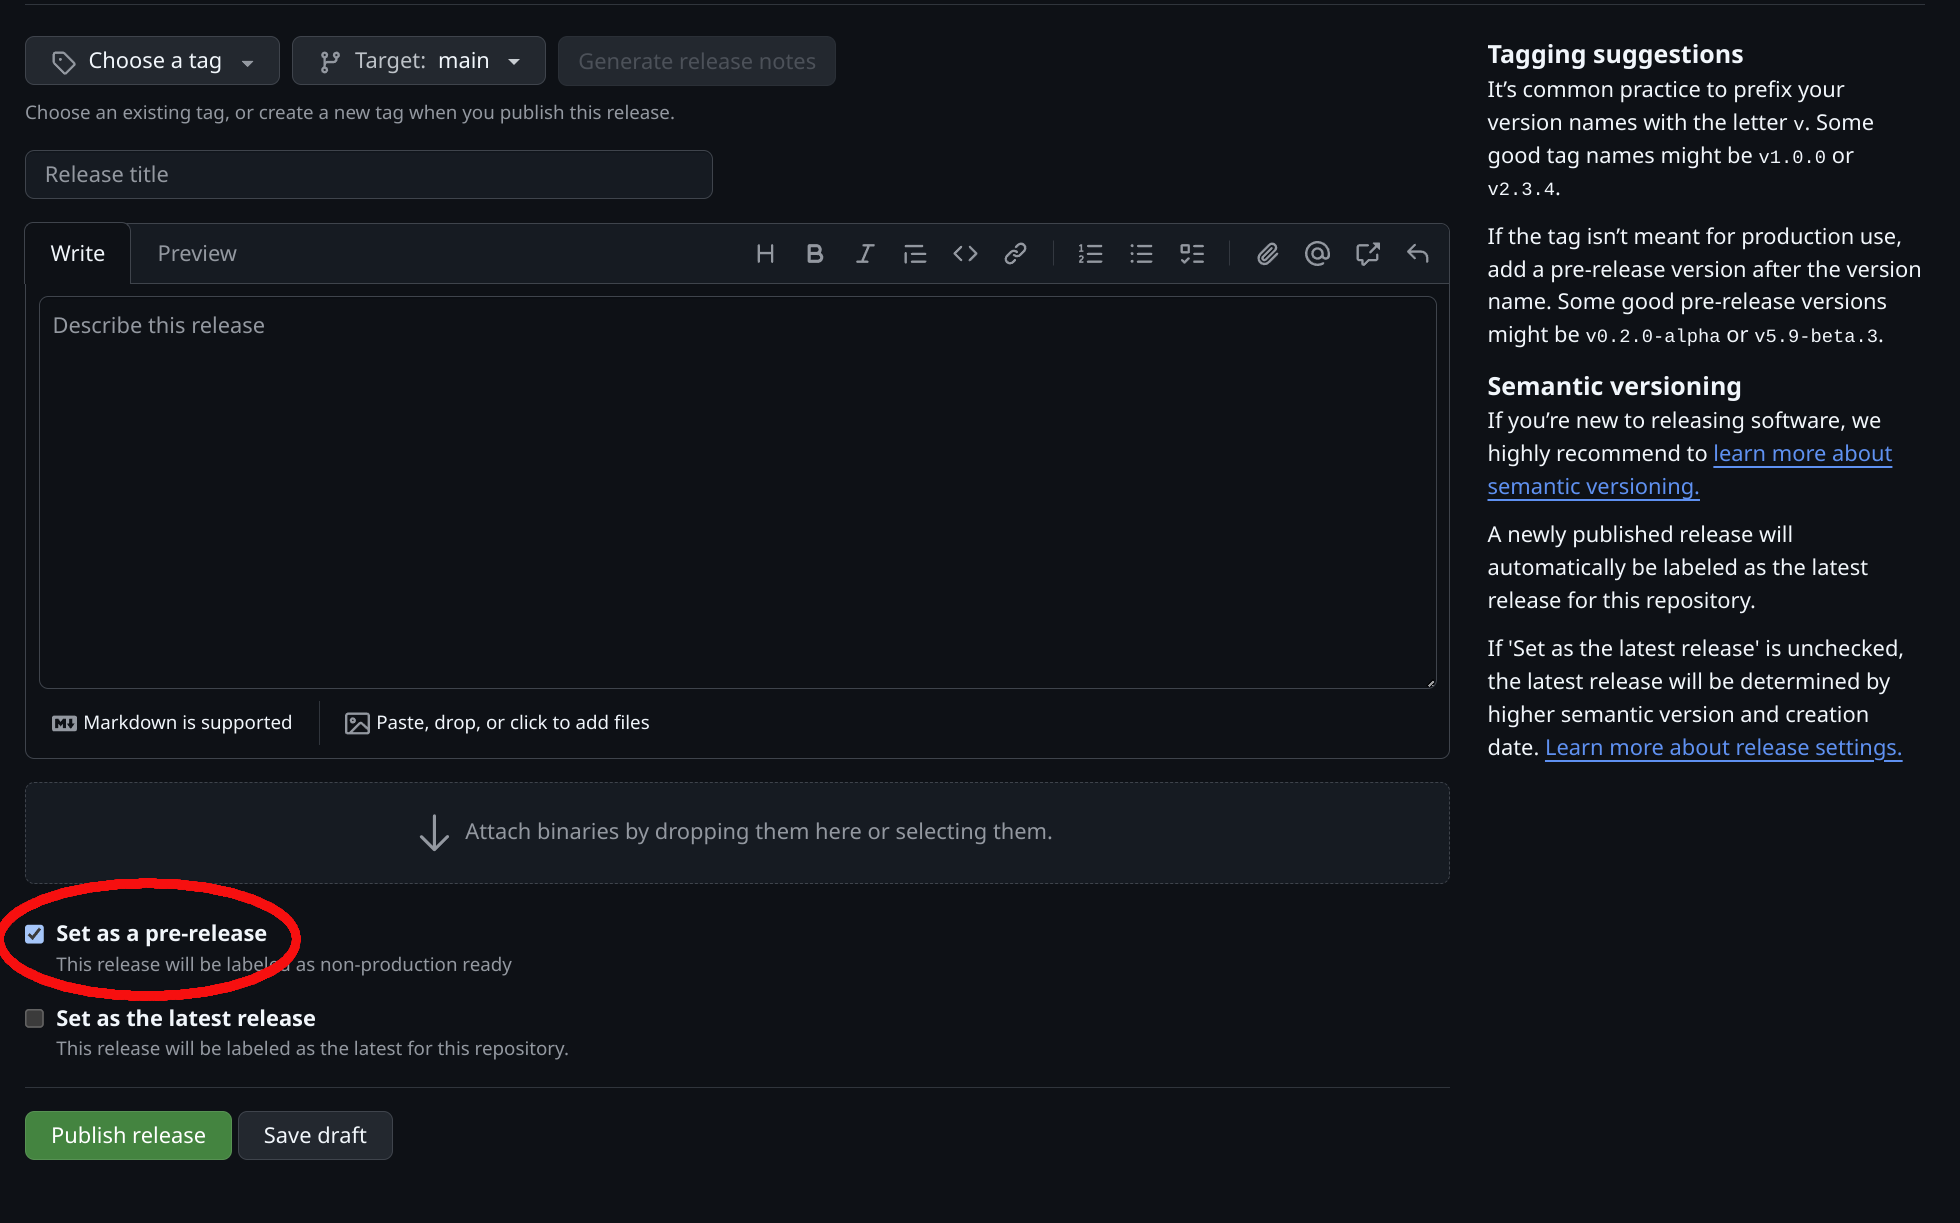 Choose a tag
Target: main
Generate release notes
Choose an existing tag, or create a new tag when you publish this release.
Release title
Write
Preview
Describe this release
Markdown is supported
Paste, drop, or click to add files
Attach binaries by dropping them here or selecting them.
Set as a pre-release
This release will be labeled as non-production ready
Set as the latest release
This release will be labeled as the latest for this repository.
Publish release
Save draft
Tagging suggestions
It’s common practice to prefix your
version names with the letter v. Some
good tag names might be v1.0.0 or
v2.3.4.
If the tag isn’t meant for production use,
add a pre-release version after the version
name. Some good pre-release versions
might be v0.2.0-alpha or v5.9-beta.3.
Semantic versioning
If you’re new to releasing software, we
highly recommend to learn more about
semantic versioning.
A newly published release will
automatically be labeled as the latest
release for this repository.
If 'Set as the latest release' is unchecked,
the latest release will be determined by
higher semantic version and creation
date. Learn more about release settings.